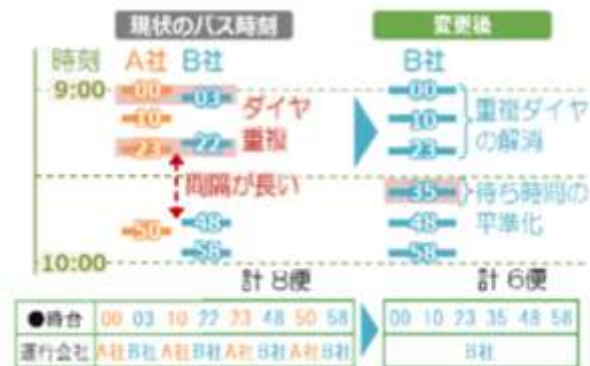 現状のバス時刻 変更後
時刻 A社 B社 B社
9:00 00 03 ダイヤ 00 重複ダイヤ
10 重複 10 の解消
23 22 23
間隔が長い 35 待ち時間の
50 48 48 平準化
58 58
10:00
計 8便 計 6便
●時台 00 03 10 22 23 48 50 58 00 10 23 35 48 58
運行会社 A社 B社 A社 B社 A社 B社 A社 B社 B社